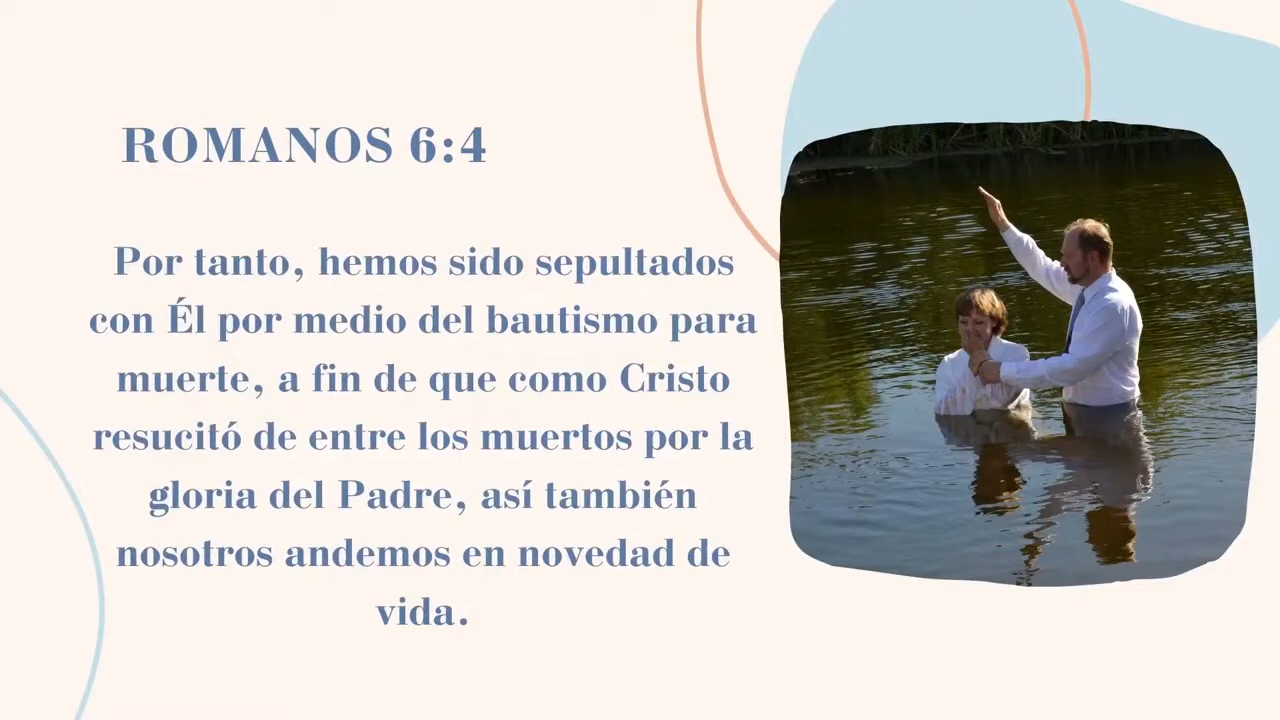 ROMANOS 6:4
Por tanto, hemos sido sepultados
con Él por medio del bautismo para
muerte, a fin de que como Cristo
resucitó de entre los muertos por la
gloria del Padre, así también
nosotros andemos en novedad de
vida.